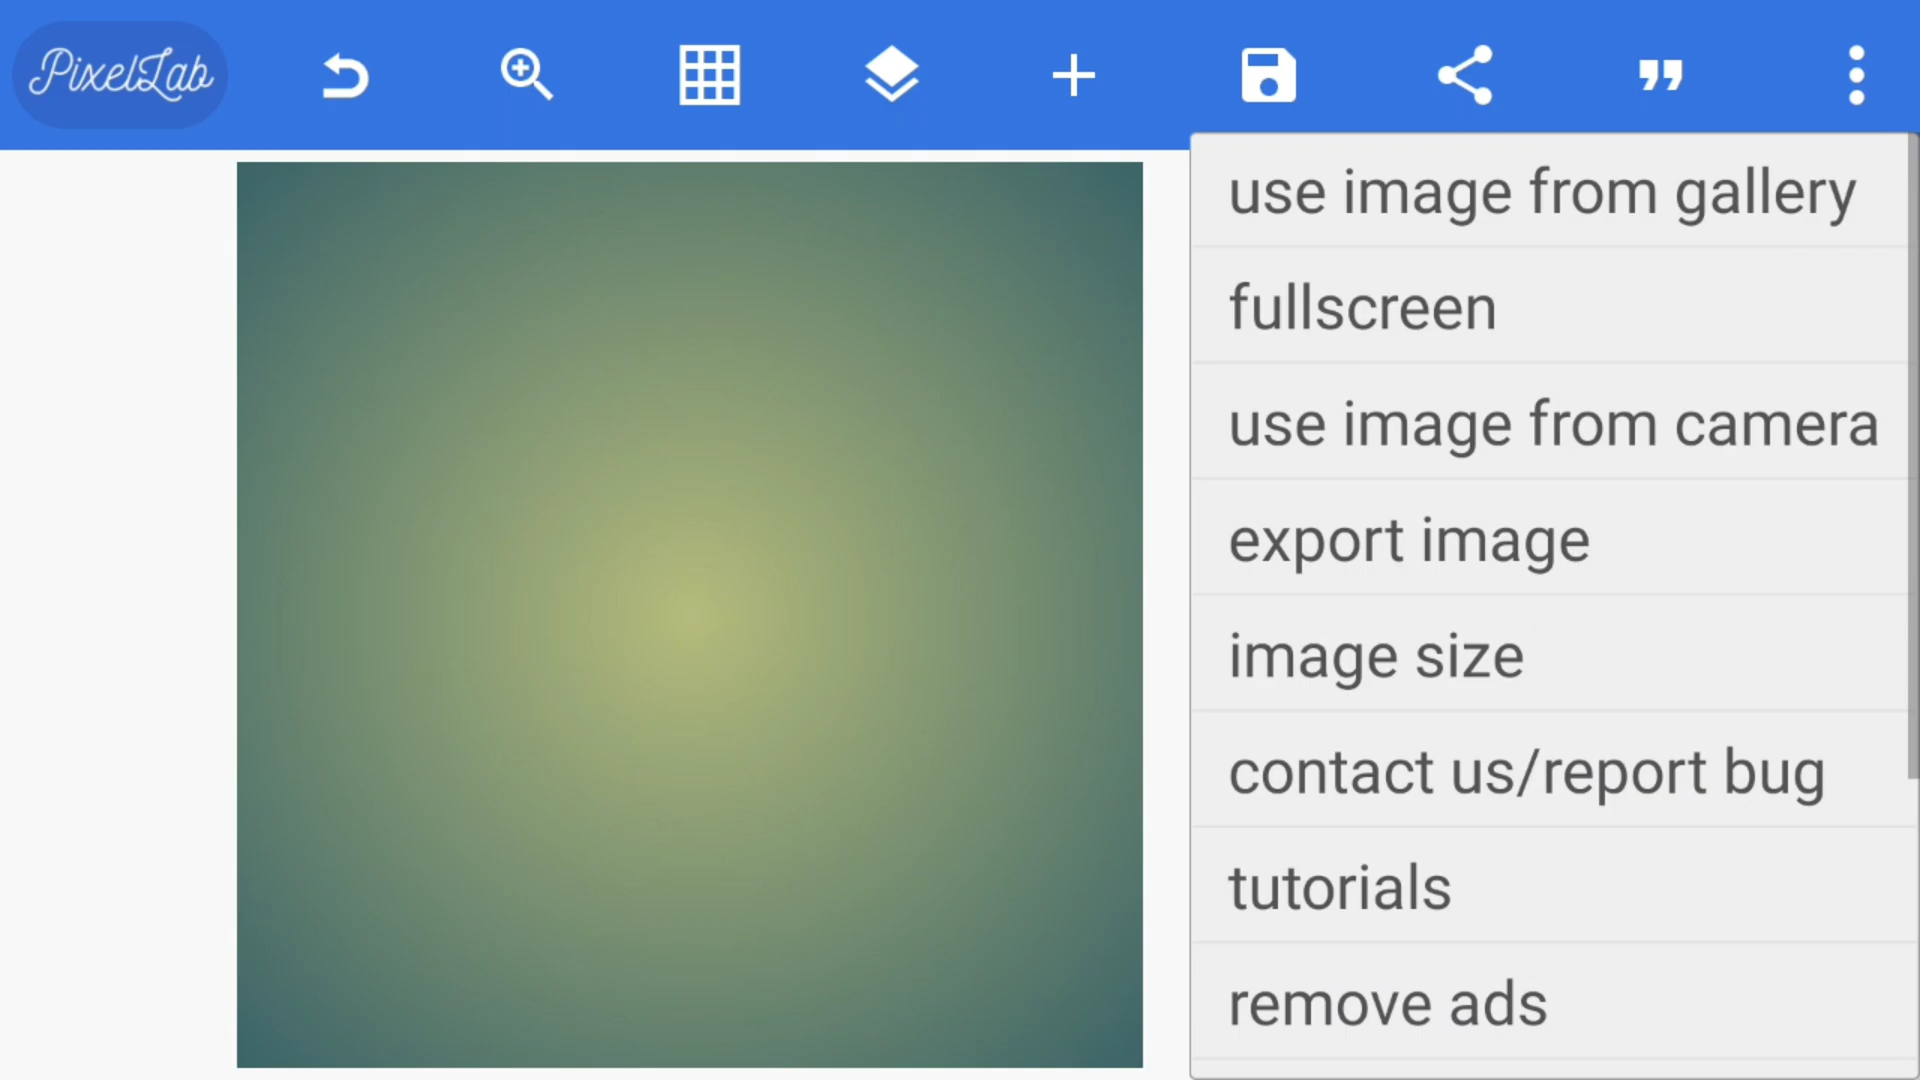 PixelLab
use image from gallery
fullscreen
use image from camera
export image
image size
contact us/report bug
tutorials
remove ads